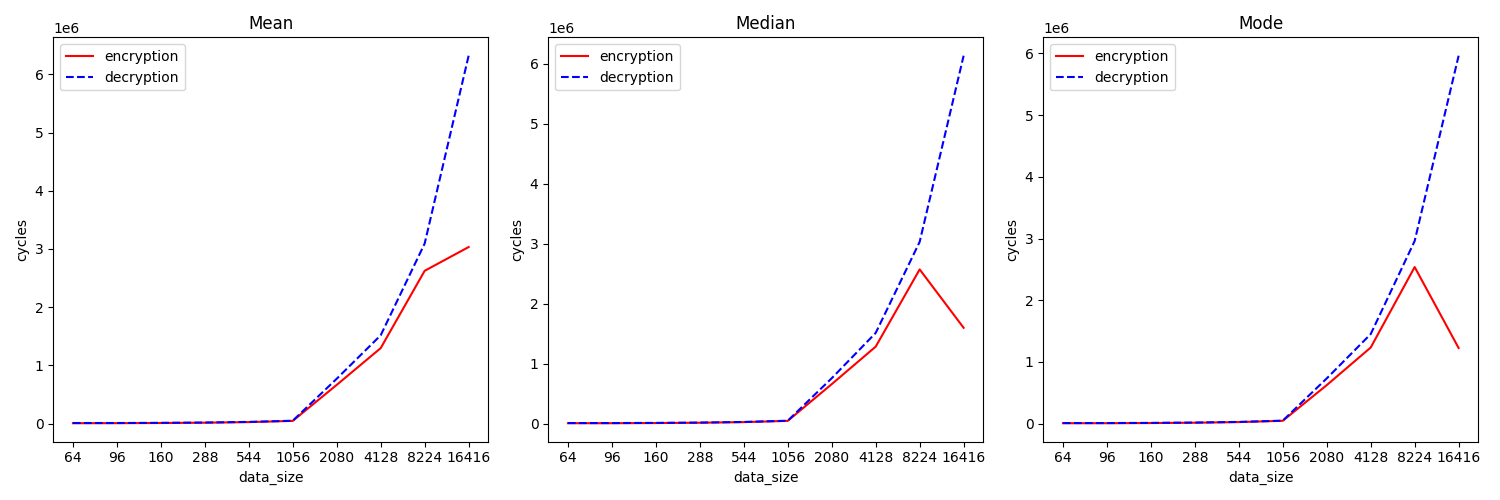 Mean
1e6
encryption
decryption
6
5
4
3
2
1
0
cycles
64 96 160 288 544 1056 2080 4128 8224 16416
data_size
Median
1e6
encryption
decryption
6
5
4
3
2
1
0
cycles
64 96 160 288 544 1056 2080 4128 8224 16416
data_size
Mode
1e6
encryption
decryption
6
5
4
3
2
1
0
cycles
64 96 160 288 544 1056 2080 4128 8224 16416
data_size